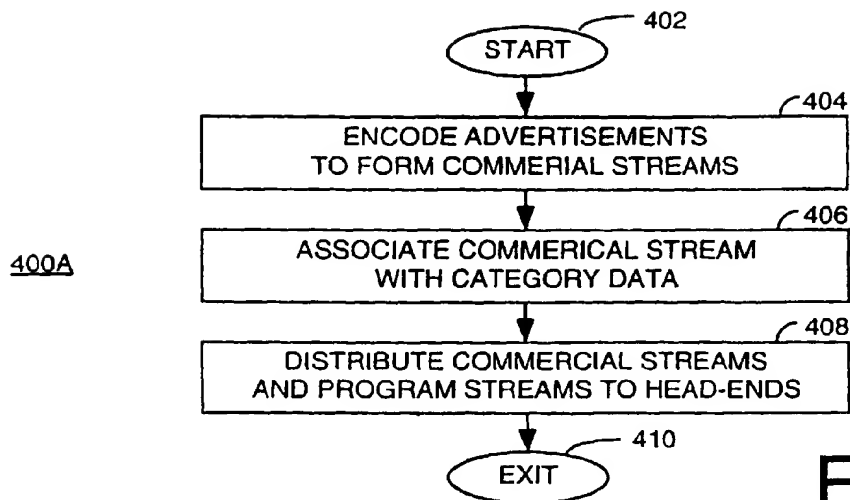 402
START
404
ENCODE ADVERTISEMENTS
TO FORM COMMERIAL STREAMS
406
400A
ASSOCIATE COMMERICAL STREAM
WITH CATEGORY DATA
408
DISTRIBUTE COMMERCIAL STREAMS
AND PROGRAM STREAMS TO HEAD-ENDS
410
EXIT